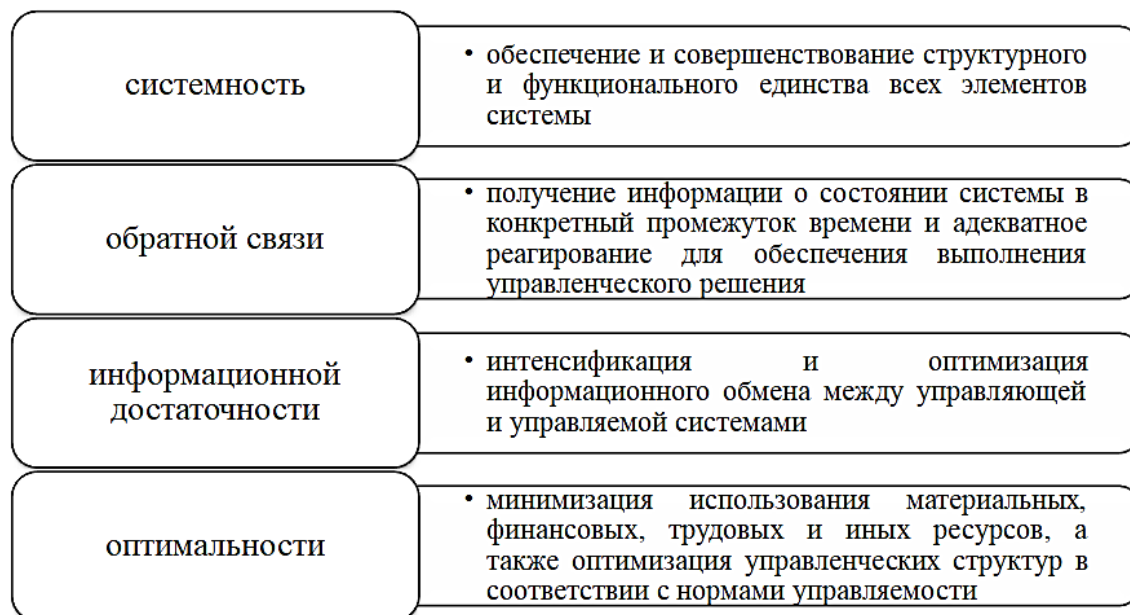 системность
• обеспечение и совершенствование структурного
и функционального единства всех элементов
системы
обратной связи
• получение информации о состоянии системы в
конкретный промежуток времени и адекватное
реагирование для обеспечения выполнения
управленческого решения
информационной
достаточности
• интенсификация и оптимизация
информационного обмена между управляющей
и управляемой системами
оптимальности
• минимизация использования материальных,
финансовых, трудовых и иных ресурсов, а
также оптимизация управленческих структур в
соответствии с нормами управляемости